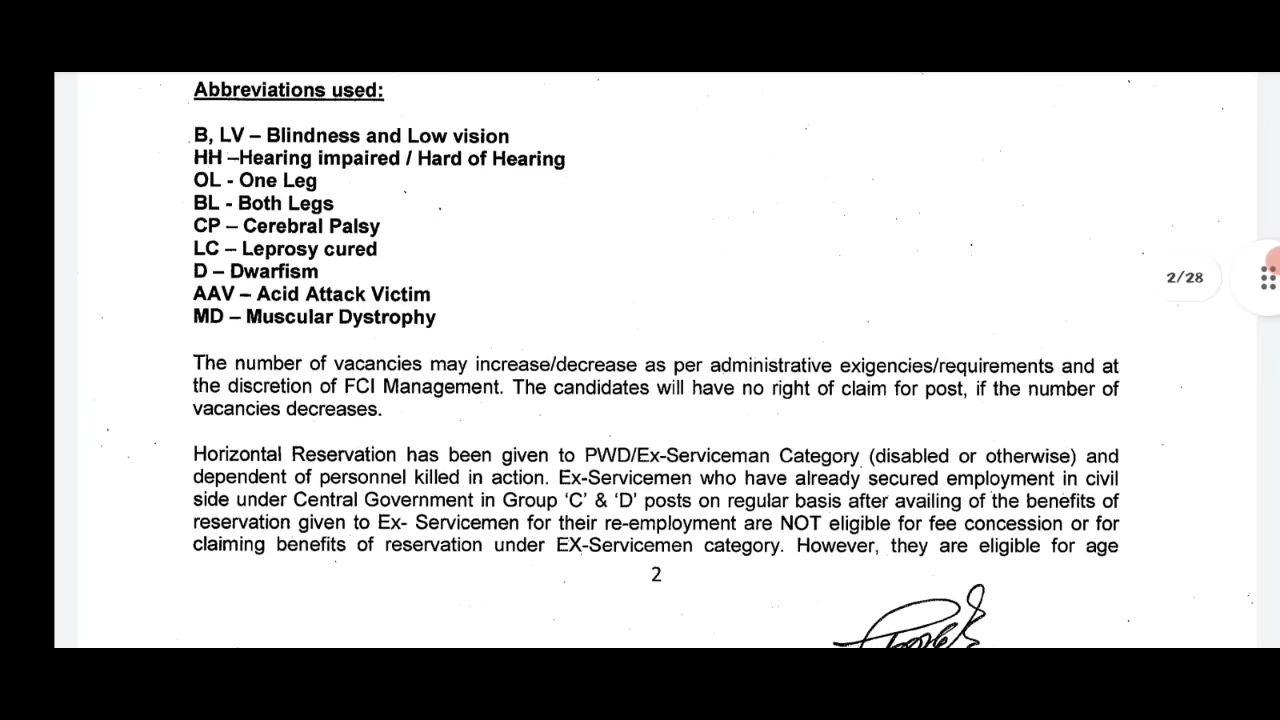 Abbreviations used:
B, LV – Blindness and Low vision
HH –Hearing impaired / Hard of Hearing
OL - One Leg
BL - Both Legs
CP – Cerebral Palsy
LC – Leprosy cured
D – Dwarfism
AAV – Acid Attack Victim
MD – Muscular Dystrophy
The number of vacancies may increase/decrease as per administrative exigencies/requirements and at
the discretion of FCI Management. The candidates will have no right of claim for post, if the number of
vacancies decreases.
Horizontal Reservation has been given to PWD/Ex-Serviceman Category (disabled or otherwise) and
dependent of personnel killed in action. Ex-Servicemen who have already secured employment in civil
side under Central Government in Group ‘C’ & ‘D’ posts on regular basis after availing of the benefits of
reservation given to Ex- Servicemen for their re-employment are NOT eligible for fee concession or for
claiming benefits of reservation under EX-Servicemen category. However, they are eligible for age
2
2/28